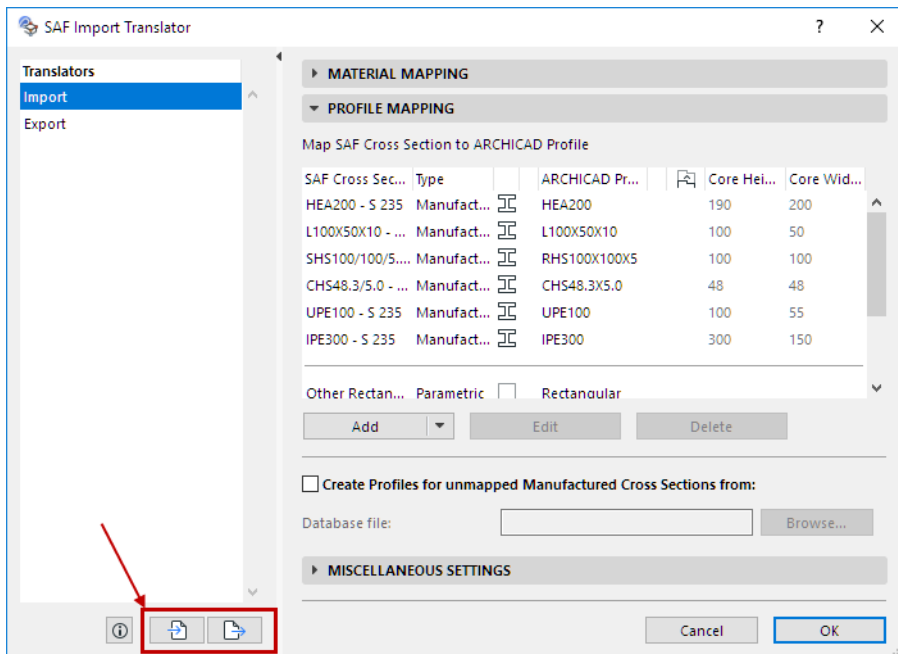 SAF Import Translator ?
Translators
Import
Export
MATERIAL MAPPING
PROFILE MAPPING
Map SAF Cross Section to ARCHICAD Profile
SAF Cross Sec... Type ARCHICAD Pr... Core Hei... Core Wid...
HEA200 - S 235 Manufact... HEA200 190 200
L100X50X10 - ... Manufact... L100X50X10 100 50
SHS100/100/5.... Manufact... RHS100X100X5 100 100
CHS48.3/5.0 - ... Manufact... CHS48.3X5.0 48 48
UPE100 - S 235 Manufact... UPE100 100 55
IPE300 - S 235 Manufact... IPE300 300 150
Other Rectan... Parametric Rectangular
Add Edit Delete
Create Profiles for unmapped Manufactured Cross Sections from:
Database file: Browse...
MISCELLANEOUS SETTINGS
Cancel OK